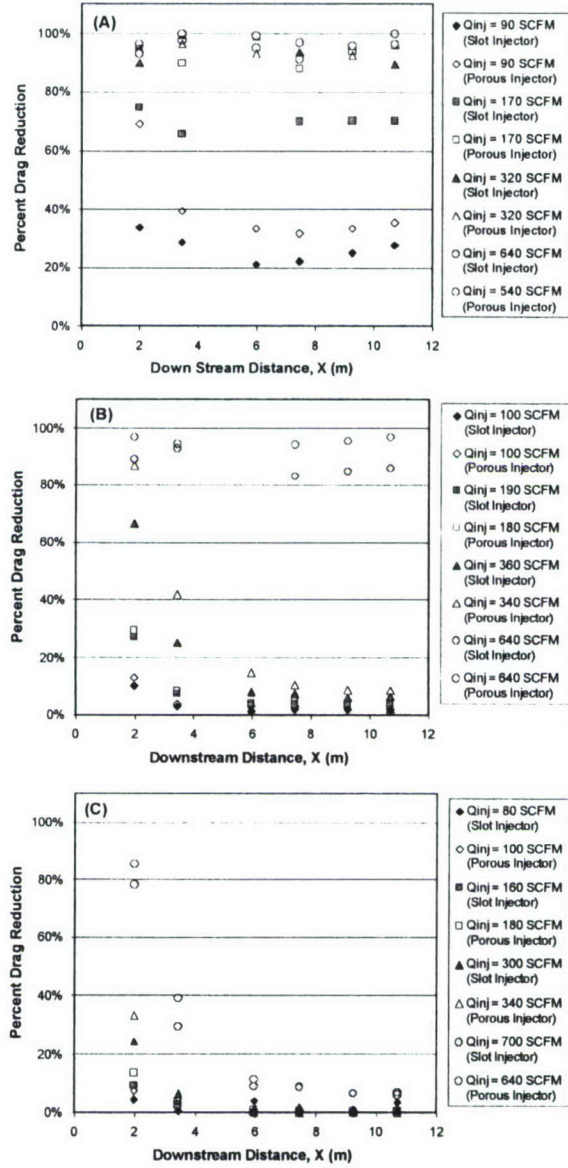 (A)
Percent Drag Reduction
100%
80%
60%
40%
20%
0%
0 2 4 6 8 10 12
Down Stream Distance, X (m)
Qinj = 90 SCFM
(Slot Injector)
Qinj = 90 SCFM
(Porous Injector)
Qinj = 170 SCFM
(Slot Injector)
Qinj = 170 SCFM
(Porous Injector)
Qinj = 320 SCFM
(Slot Injector)
Qinj = 320 SCFM
(Porous Injector)
Qinj = 640 SCFM
(Slot Injector)
Qinj = 540 SCFM
(Porous Injector)
(B)
Percent Drag Reduction
100%
80%
60%
40%
20%
0%
0 2 4 6 8 10 12
Downstream Distance, X (m)
Qinj = 100 SCFM
(Slot Injector)
Qinj = 100 SCFM
(Porous Injector)
Qinj = 190 SCFM
(Slot Injector)
Qinj = 180 SCFM
(Porous Injector)
Qinj = 360 SCFM
(Slot Injector)
Qinj = 340 SCFM
(Porous Injector)
Qinj = 640 SCFM
(Slot Injector)
Qinj = 640 SCFM
(Porous Injector)
(C)
Percent Drag Reduction
100%
80%
60%
40%
20%
0%
0 2 4 6 8 10 12
Downstream Distance, X (m)
Qinj = 80 SCFM
(Slot Injector)
Qinj = 100 SCFM
(Porous Injector)
Qinj = 160 SCFM
(Slot Injector)
Qinj = 180 SCFM
(Porous Injector)
Qinj = 300 SCFM
(Slot Injector)
Qinj = 340 SCFM
(Porous Injector)
Qinj = 700 SCFM
(Slot Injector)
Qinj = 640 SCFM
(Porous Injector)